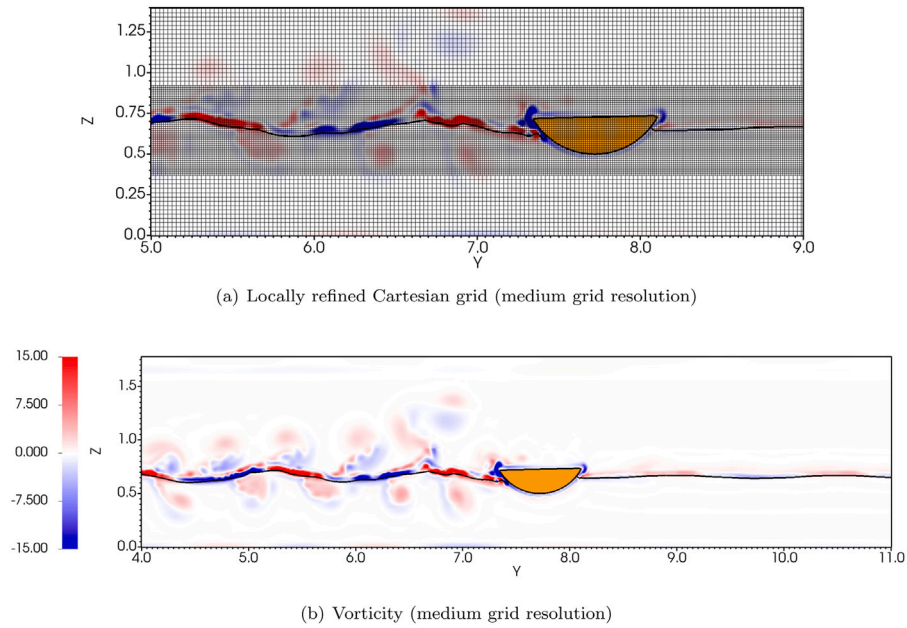 1.25
1.0
0.75
0.5
0.25
0.0
Z
5.0 6.0 7.0 8.0 9.0
Y
(a) Locally refined Cartesian grid (medium grid resolution)
15.00
7.500
0.000
-7.500
-15.00
1.5
1.0
0.5
0.0
Z
4.0 5.0 6.0 7.0 8.0 9.0 10.0 11.0
Y
(b) Vorticity (medium grid resolution)